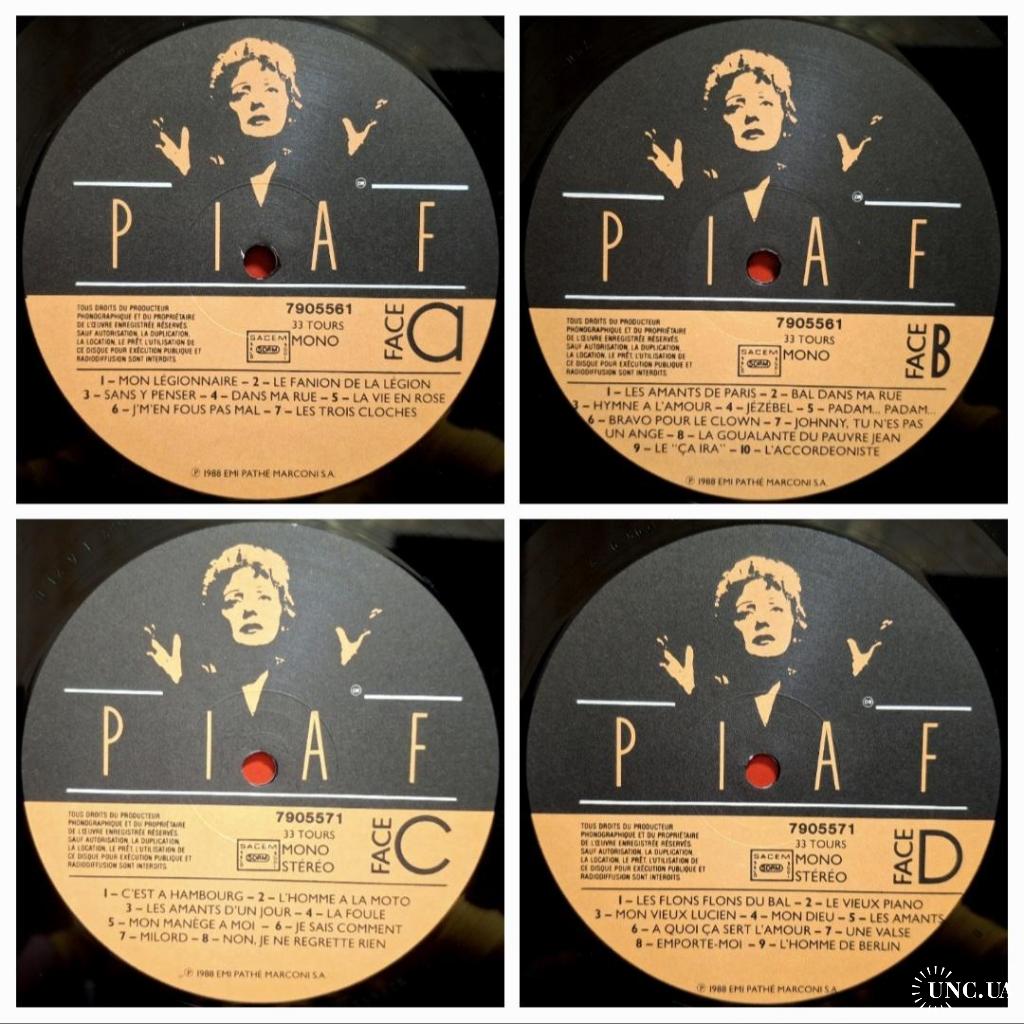 PIAF
TOUS DROITS DU PRODUCTEUR
PHONOGRAPHIQUE ET DU PROPRIÉTAIRE
DE L'ŒUVRE ENREGISTRÉE RÉSERVÉS.
SAUF AUTORISATION, LA DUPLICATION,
LA LOCATION, LE PRÊT, L'UTILISATION DE
CE DISQUE POUR EXÉCUTION PUBLIQUE ET
RADIODIFFUSION SONT INTERDITS
SACEM
7905561
33 TOURS
MONO
FACE a
1 – MON LÉGIONNAIRE – 2 – LE FANION DE LA LÉGION
3 – SANS Y PENSER – 4 – DANS MA RUE – 5 – LA VIE EN ROSE
6 – J'M'EN FOUS PAS MAL – 7 – LES TROIS CLOCHES
℗ 1988 EMI PATHÉ MARCONI S.A.
PIAF
TOUS DROITS DU PRODUCTEUR
PHONOGRAPHIQUE ET DU PROPRIÉTAIRE
DE L'ŒUVRE ENREGISTRÉE RÉSERVÉS.
SAUF AUTORISATION, LA DUPLICATION,
LA LOCATION, LE PRÊT, L'UTILISATION DE
CE DISQUE POUR EXÉCUTION PUBLIQUE ET
RADIODIFFUSION SONT INTERDITS
SACEM
7905561
33 TOURS
MONO
FACE B
1 – LES AMANTS DE PARIS – 2 – BAL DANS MA RUE
3 – HYMNE A L'AMOUR – 4 – JÉZÉBEL – 5 – PADAM... PADAM...
6 – BRAVO POUR LE CLOWN – 7 – JOHNNY, TU N'ES PAS
UN ANGE – 8 – LA GOUALANTE DU PAUVRE JEAN
9 – LE "ÇA IRA" – 10 – L'ACCORDEONISTE
℗ 1988 EMI PATHÉ MARCONI S.A.
PIAF
TOUS DROITS DU PRODUCTEUR
PHONOGRAPHIQUE ET DU PROPRIÉTAIRE
DE L'ŒUVRE ENREGISTRÉE RÉSERVÉS.
SAUF AUTORISATION, LA DUPLICATION,
LA LOCATION, LE PRÊT, L'UTILISATION DE
CE DISQUE POUR EXÉCUTION PUBLIQUE ET
RADIODIFFUSION SONT INTERDITS
SACEM
7905571
33 TOURS
MONO
STÉRÉO
FACE C
1 – C'EST A HAMBOURG – 2 – L'HOMME A LA MOTO
3 – LES AMANTS D'UN JOUR – 4 – LA FOULE
5 – MON MANÈGE A MOI – 6 – JE SAIS COMMENT
7 – MILORD – 8 – NON, JE NE REGRETTE RIEN
℗ 1988 EMI PATHÉ MARCONI S.A.
PIAF
TOUS DROITS DU PRODUCTEUR
PHONOGRAPHIQUE ET DU PROPRIÉTAIRE
DE L'ŒUVRE ENREGISTRÉE RÉSERVÉS.
SAUF AUTORISATION, LA DUPLICATION,
LA LOCATION, LE PRÊT, L'UTILISATION DE
CE DISQUE POUR EXÉCUTION PUBLIQUE ET
RADIODIFFUSION SONT INTERDITS
SACEM
7905571
33 TOURS
MONO
STÉRÉO
FACE D
1 – LES FLONS FLONS DU BAL – 2 – LE VIEUX PIANO
3 – MON VIEUX LUCIEN – 4 – MON DIEU – 5 – LES AMANTS
6 – A QUOI ÇA SERT L'AMOUR – 7 – UNE VALSE
8 – EMPORTE-MOI – 9 – L'HOMME DE BERLIN
℗ 1988 EMI PATHÉ MARCONI S.A.
UNC.UA